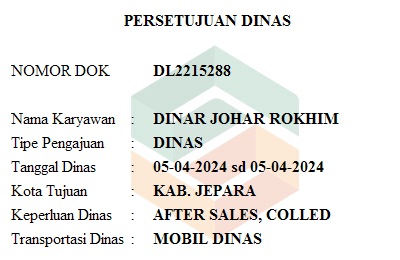 PERSETUJUAN DINAS
NOMOR DOK DL2215288
Nama Karyawan : DINAR JOHAR ROKHIM
Tipe Pengajuan : DINAS
Tanggal Dinas : 05-04-2024 sd 05-04-2024
Kota Tujuan : KAB. JEPARA
Keperluan Dinas : AFTER SALES, COLLED
Transportasi Dinas : MOBIL DINAS